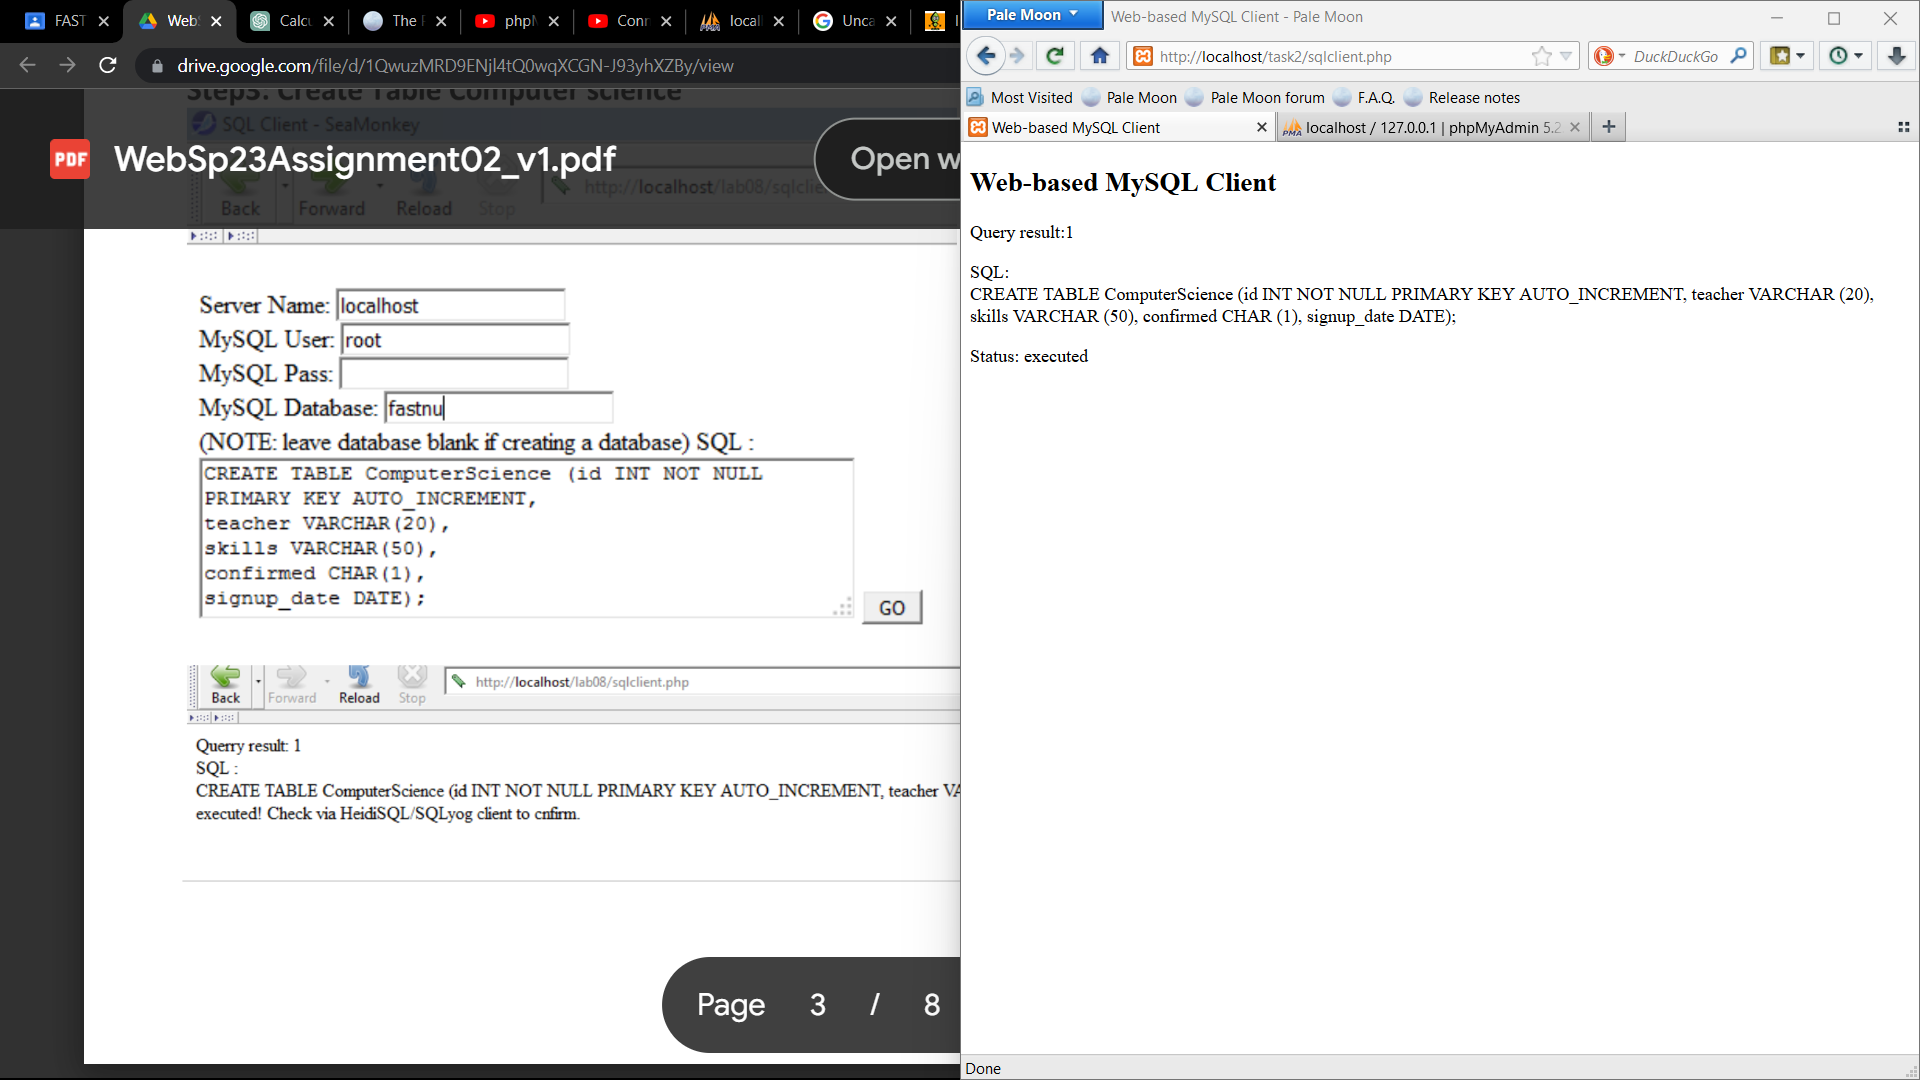 FAST
Web
Calcu
The F
phpM
Conn
locall
Unca
drive.google.com/file/d/1QwuzMRD9ENjl4tQ0wqXCGN-J93yhXZBy/view
Step3: Create Table Computer science
SQL Client - SeaMonkey
PDF WebSp23Assignment02_v1.pdf
Open w
http://localhost/lab08/sqlclie
Back Forward Reload Stop
Server Name: localhost
MySQL User: root
MySQL Pass:
MySQL Database: fastnu
(NOTE: leave database blank if creating a database) SQL :
CREATE TABLE ComputerScience (id INT NOT NULL
PRIMARY KEY AUTO_INCREMENT,
teacher VARCHAR(20),
skills VARCHAR(50),
confirmed CHAR(1),
signup_date DATE);
GO
http://localhost/lab08/sqlclient.php
Back Forward Reload Stop
Querry result: 1
SQL :
CREATE TABLE ComputerScience (id INT NOT NULL PRIMARY KEY AUTO_INCREMENT, teacher VA
executed! Check via HeidiSQL/SQLyog client to cnfirm.
Page 3 / 8
Pale Moon
Web-based MySQL Client - Pale Moon
http://localhost/task2/sqlclient.php
DuckDuckGo
Most Visited Pale Moon Pale Moon forum F.A.Q. Release notes
Web-based MySQL Client
PMA localhost / 127.0.0.1 | phpMyAdmin 5.2
Web-based MySQL Client
Query result:1
SQL:
CREATE TABLE ComputerScience (id INT NOT NULL PRIMARY KEY AUTO_INCREMENT, teacher VARCHAR (20),
skills VARCHAR (50), confirmed CHAR (1), signup_date DATE);
Status: executed
Done